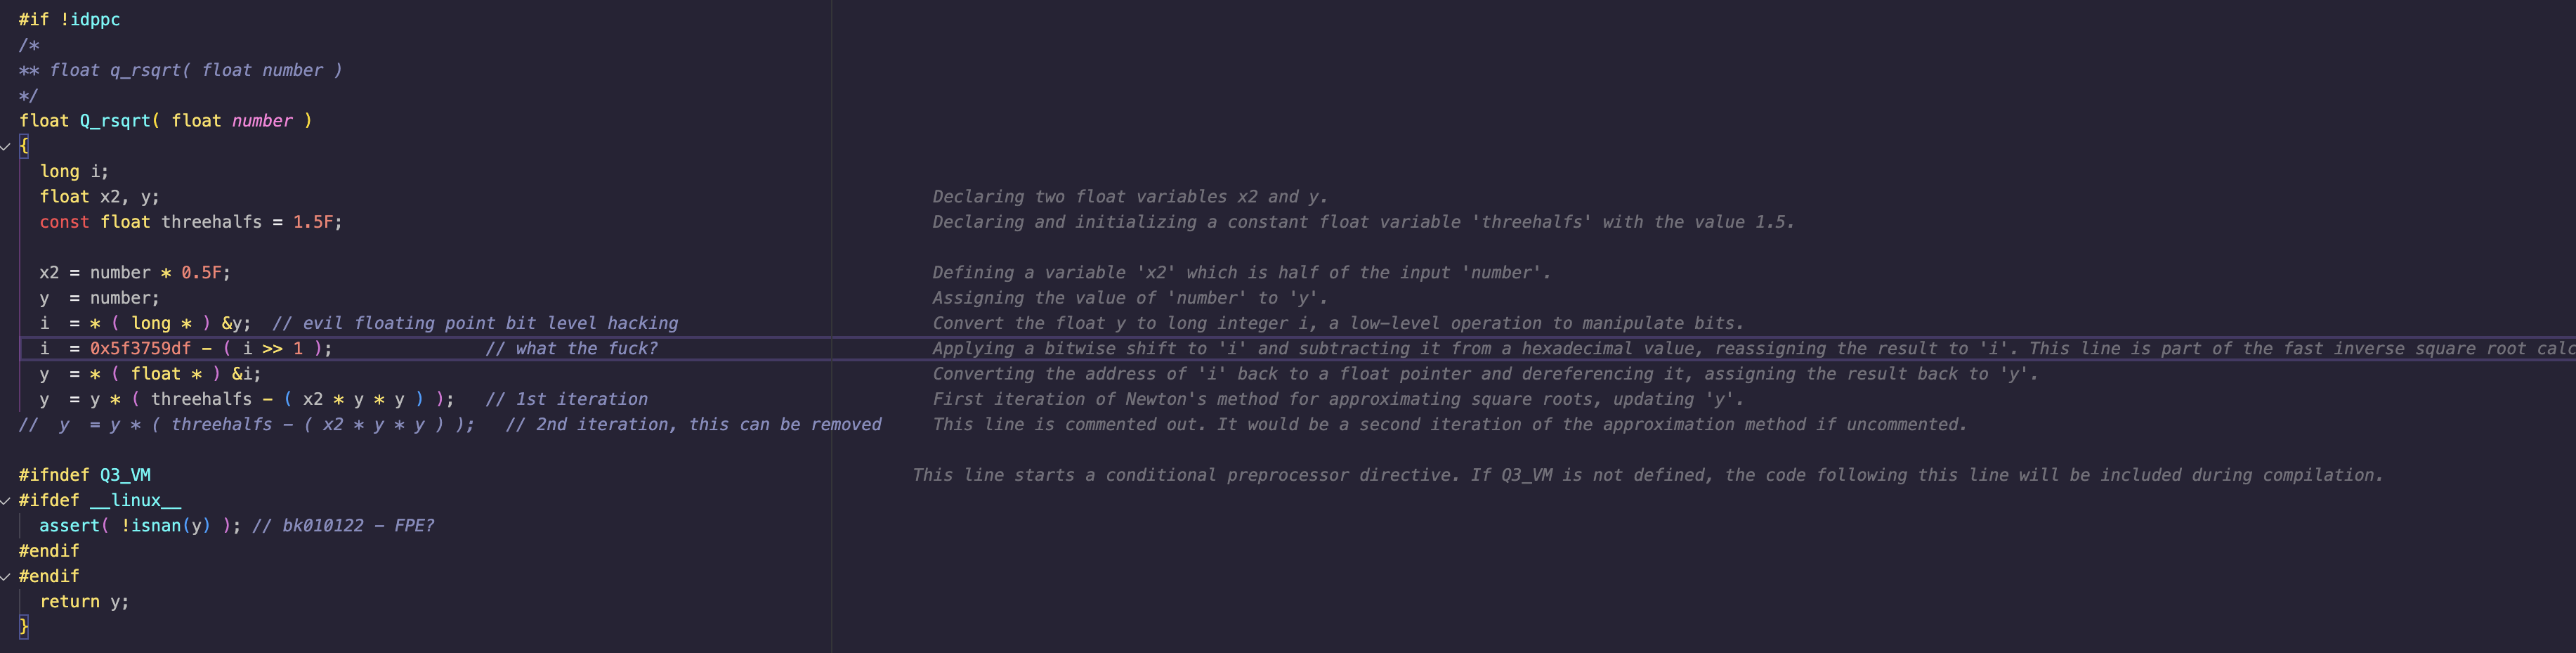 #if !idppc
/*
** float q_rsqrt( float number )
*/
float Q_rsqrt( float number )
{
long i;
float x2, y; Declaring two float variables x2 and y.
const float threehalfs = 1.5F; Declaring and initializing a constant float variable 'threehalfs' with the value 1.5.
x2 = number * 0.5F; Defining a variable 'x2' which is half of the input 'number'.
y  = number; Assigning the value of 'number' to 'y'.
i  = * ( long * ) &y;  // evil floating point bit level hacking Convert the float y to long integer i, a low-level operation to manipulate bits.
i  = 0x5f3759df - ( i >> 1 ); // what the fuck? Applying a bitwise shift to 'i' and subtracting it from a hexadecimal value, reassigning the result to 'i'. This line is part of the fast inverse square root calc
y  = * ( float * ) &i; Converting the address of 'i' back to a float pointer and dereferencing it, assigning the result back to 'y'.
y  = y * ( threehalfs - ( x2 * y * y ) );   // 1st iteration First iteration of Newton's method for approximating square roots, updating 'y'.
//  y  = y * ( threehalfs - ( x2 * y * y ) );   // 2nd iteration, this can be removed This line is commented out. It would be a second iteration of the approximation method if uncommented.
#ifndef Q3_VM This line starts a conditional preprocessor directive. If Q3_VM is not defined, the code following this line will be included during compilation.
#ifdef __linux__
assert( !isnan(y) ); // bk010122 - FPE?
#endif
#endif
return y;
}